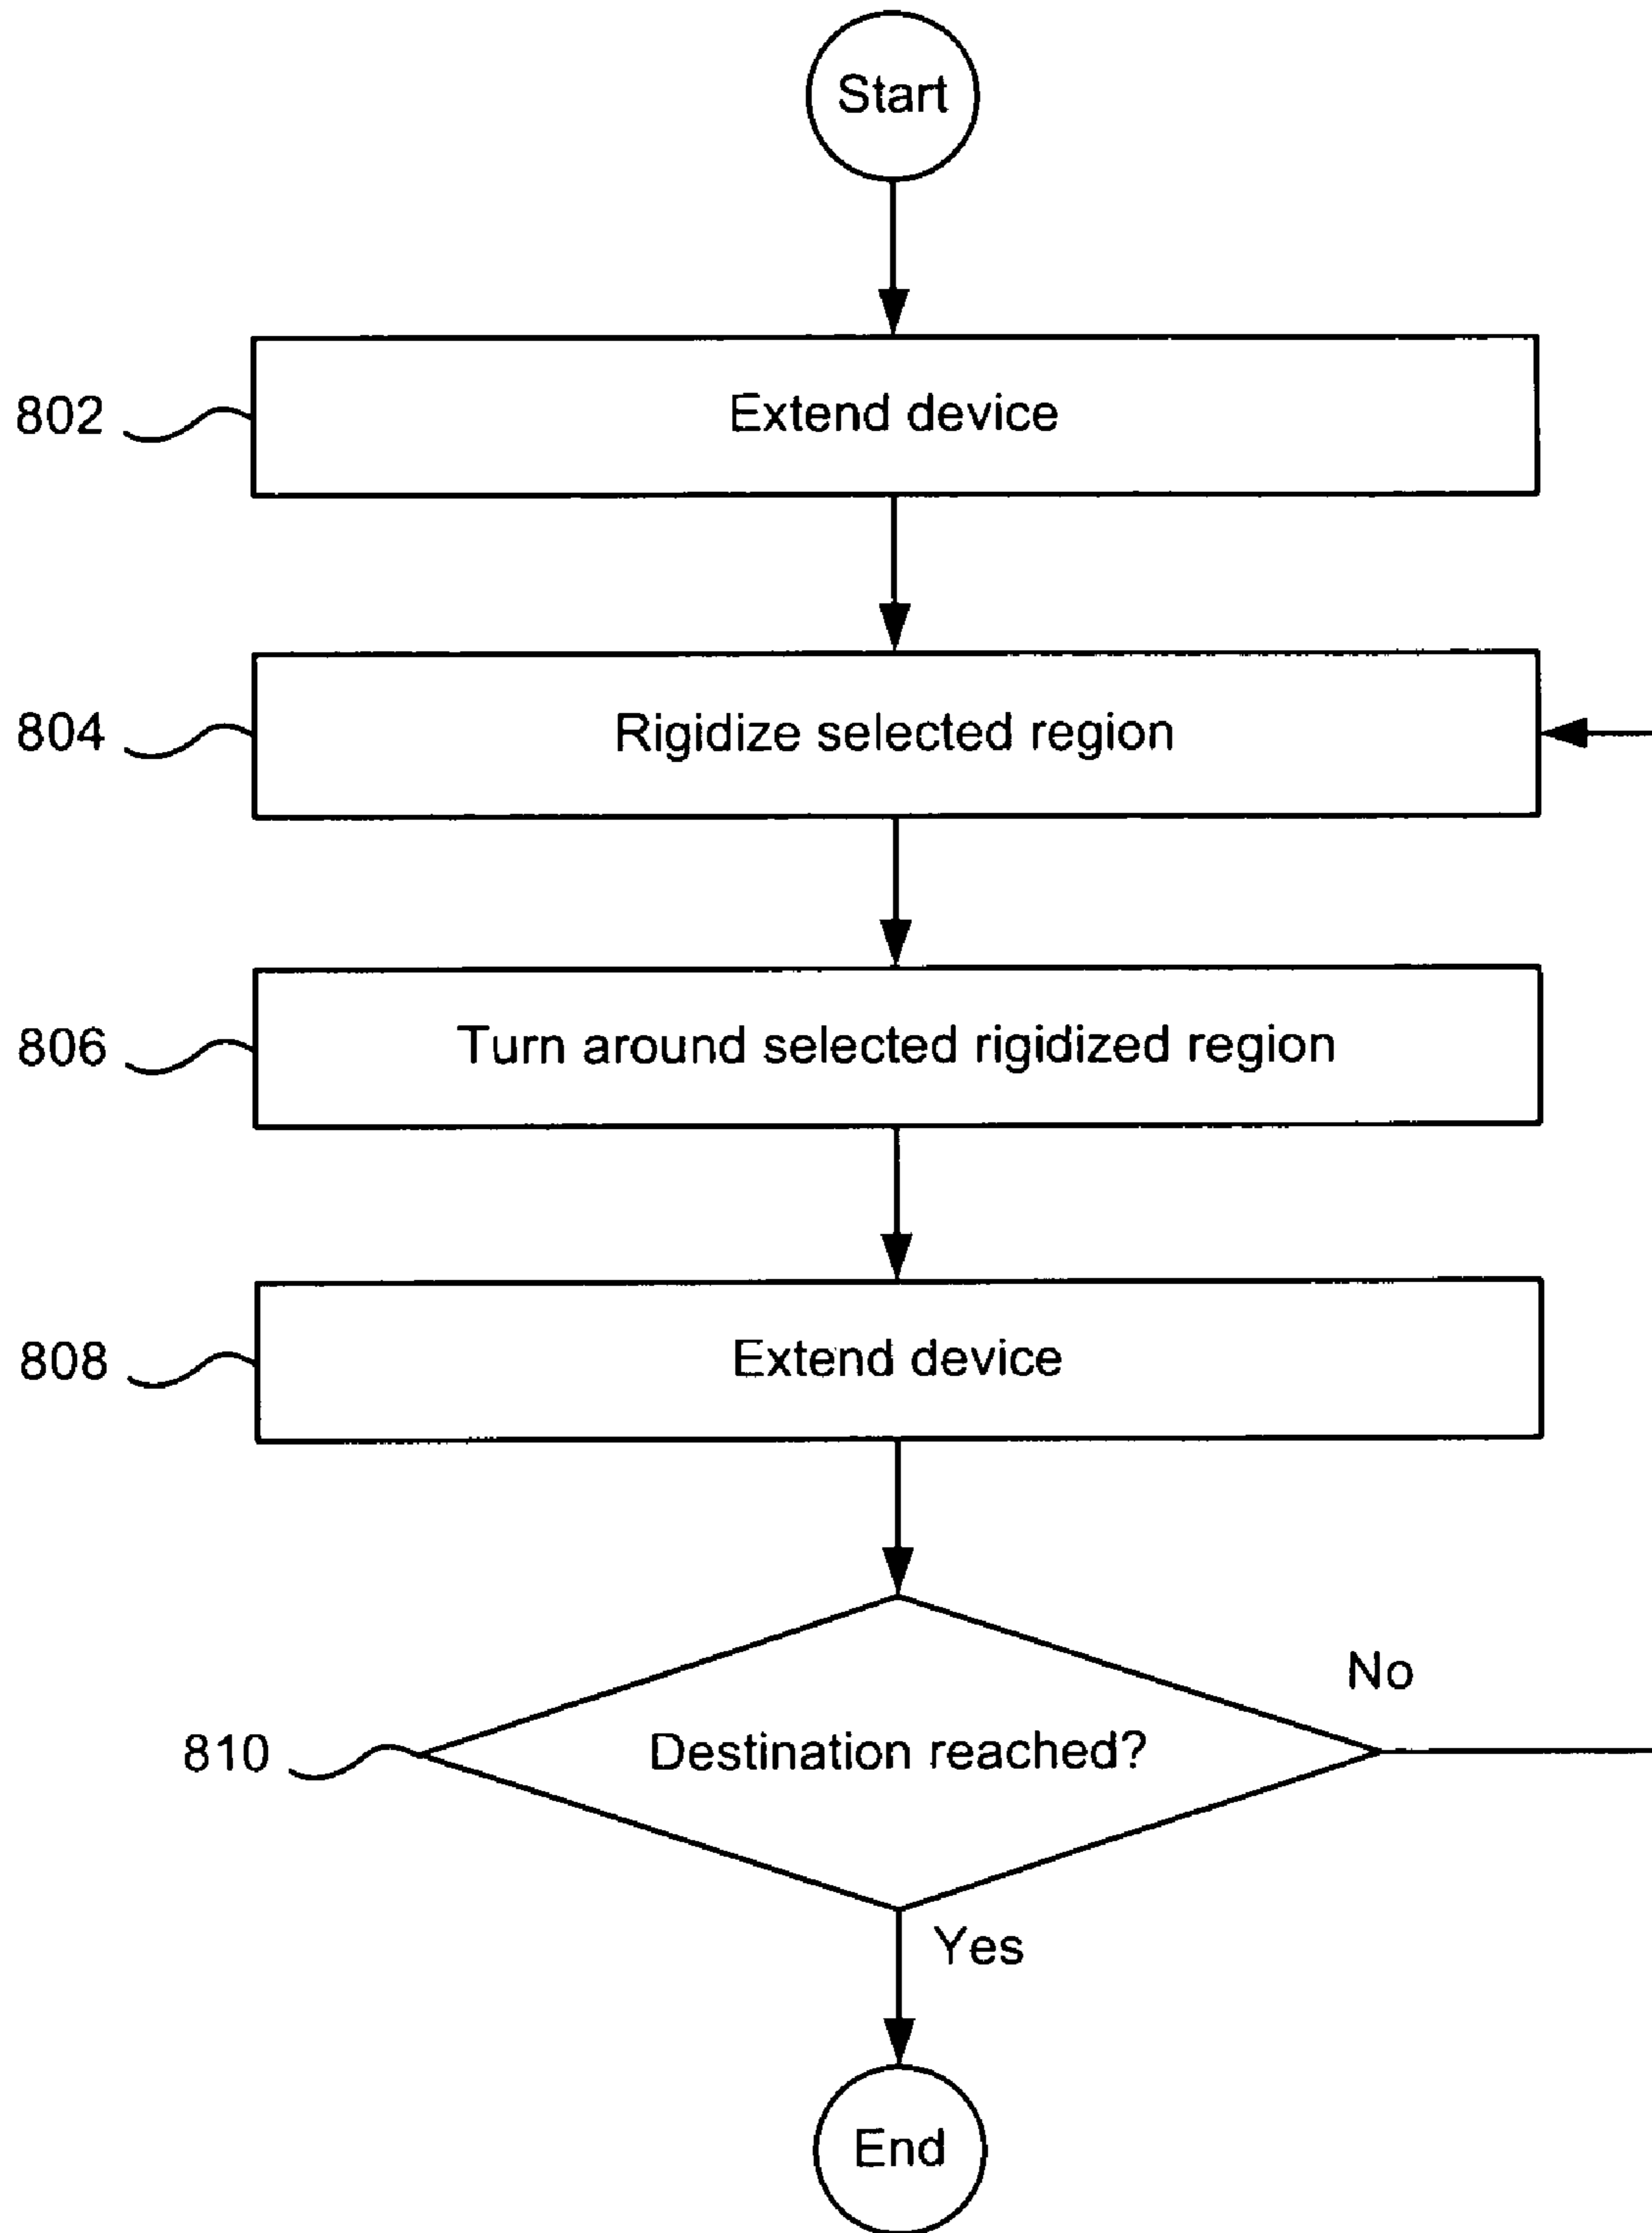 Start
802
Extend device
804
Rigidize selected region
806
Turn around selected rigidized region
808
Extend device
No
810
Destination reached?
Yes
End